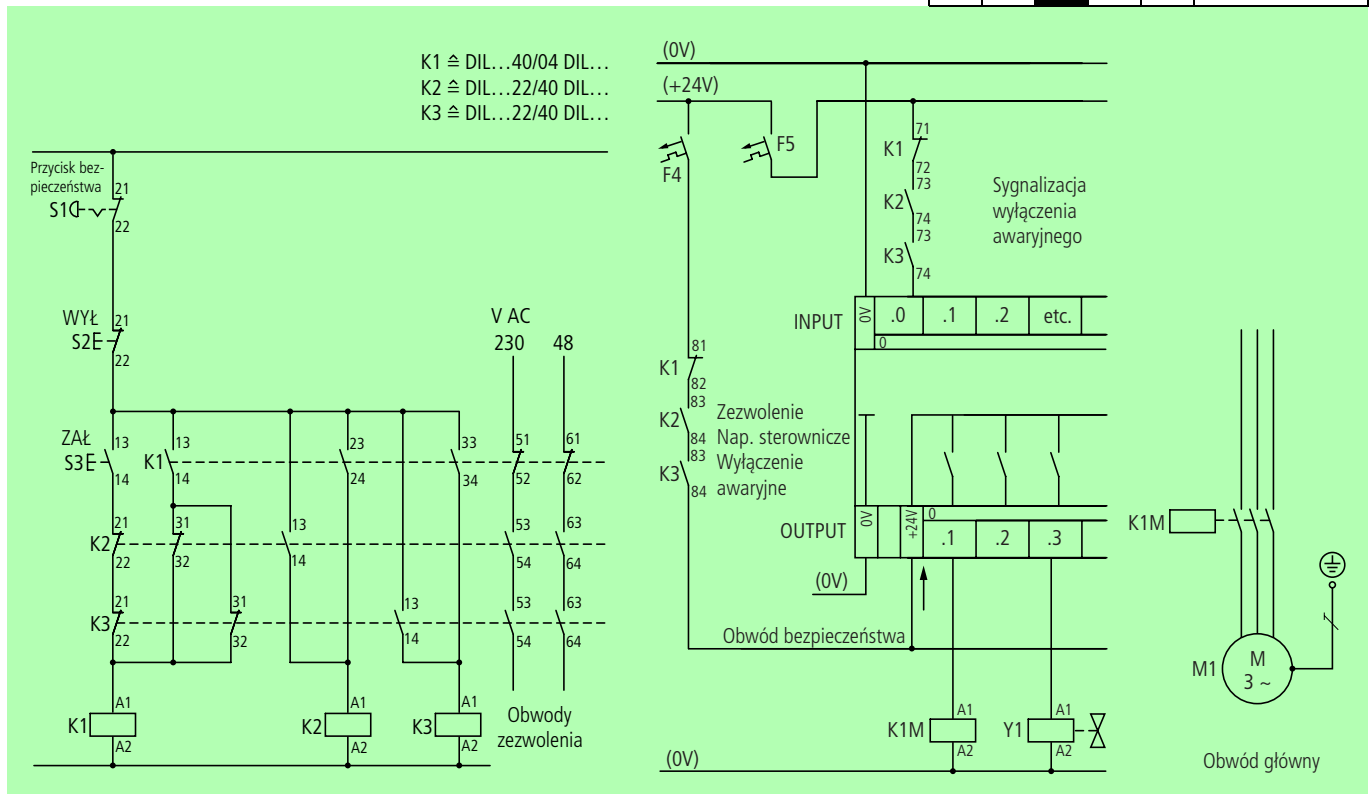 K1 ≙ DIL…40/04 DIL…
K2 ≙ DIL…22/40 DIL…
K3 ≙ DIL…22/40 DIL…
Przycisk bez-
pieczeństwa
S1
21
22
WYŁ
S2E
21
22
V AC
230 48
ZAŁ
S3E
13
14
K1
13
14
23
24
33
34
51
52
61
62
K2
21
22
31
32
13
14
53
54
63
64
K3
21
22
31
32
13
14
53
54
63
64
K1
A1
A2
K2
A1
A2
K3
A1
A2
Obwody
zezwolenia
(0V)
(+24V)
F4
F5
K1
71
72
K2
73
74
K3
73
74
Sygnalizacja
wyłączenia
awaryjnego
INPUT
0V
.0 .1 .2 etc.
0
K1
81
82
K2
83
84
K3
83
84
Zezwolenie
Nap. sterownicze
Wyłączenie
awaryjne
OUTPUT
0V
+24V
0
.1 .2 .3
(0V)
Obwód bezpieczeństwa
K1M
A1
A2
Y1
A1
A2
(0V)
K1M
M1
M
3 ~
Obwód główny